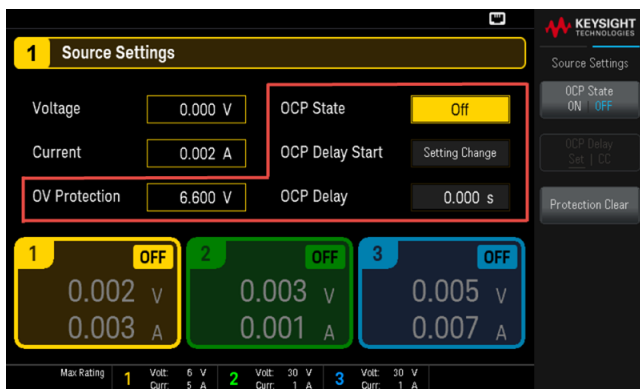 KEYSIGHT
TECHNOLOGIES
1 Source Settings
Source Settings
Voltage 0.000 V OCP State Off
OCP State
ON | OFF
Current 0.002 A OCP Delay Start Setting Change
OCP Delay
Set | CC
OV Protection 6.600 V OCP Delay 0.000 s
Protection Clear
1 OFF 2 OFF 3 OFF
0.002 V 0.003 V 0.005 V
0.003 A 0.001 A 0.007 A
Max Rating 1 Volt: 6 V 2 Volt: 30 V 3 Volt: 30 V
Curr: 5 A Curr: 1 A Curr: 1 A